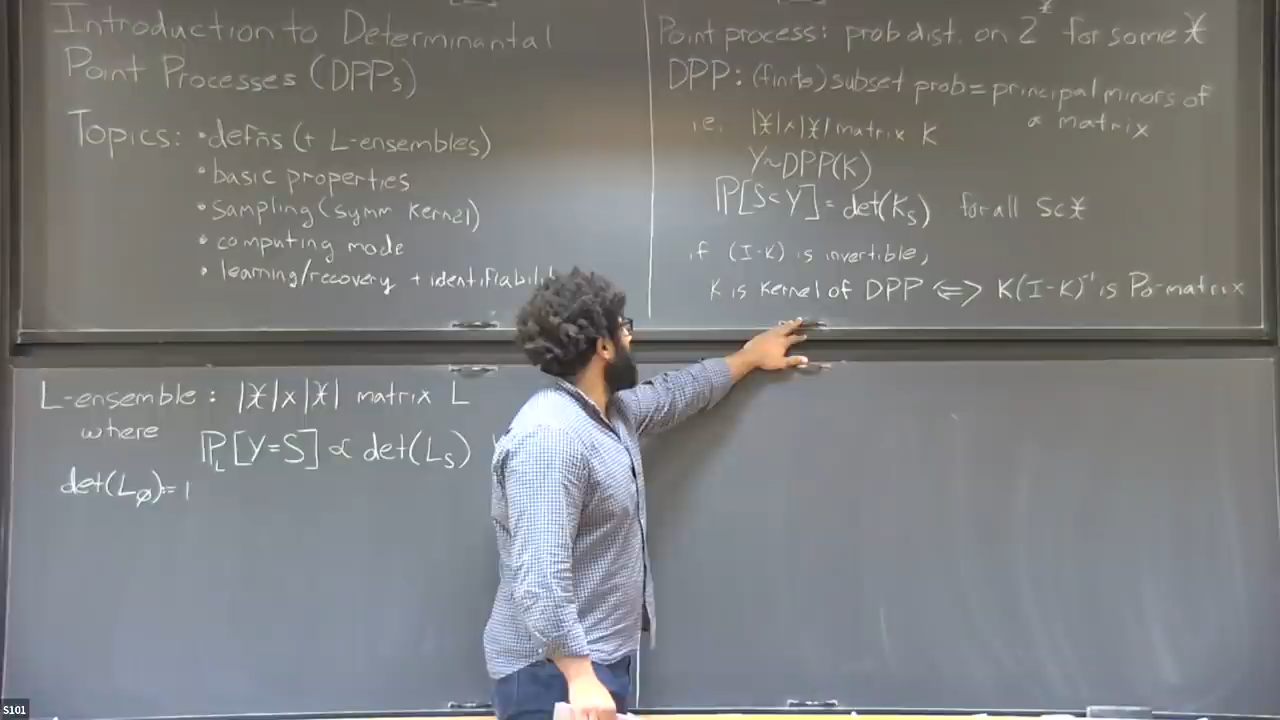 Introduction to Determinantal
Point Processes (DPPs)
Topics: • defns (+ L-ensembles)
• basic properties
• sampling (symm kernel)
• computing mode
• learning/recovery + identifiabili
Point process: prob dist. on 2^𝒳 for some 𝒳
DPP: (finite) subset prob = principal minors of
a matrix
i.e. |𝒳|x|𝒳| matrix K
Y~DPP(K)
ℙ[S⊂Y] = det(K_S) for all S⊂𝒳
if (I-K) is invertible,
K is kernel of DPP ⟺ K(I-K)⁻¹ is P₀-matrix
L-ensemble: |𝒳|x|𝒳| matrix L
where
ℙ_L[Y=S] ∝ det(L_S)
det(L_∅):=1
S101